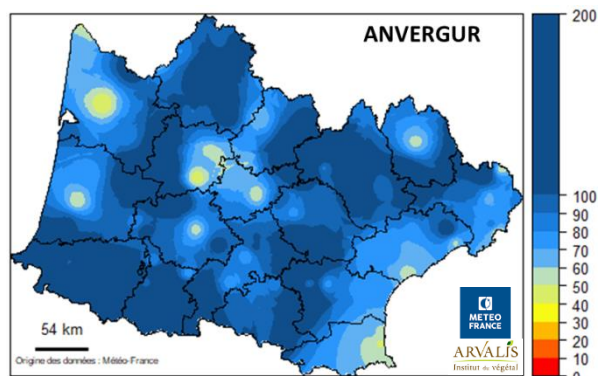 ANVERGUR
200
100
90
80
70
60
50
40
30
20
10
0
54 km
Origine des données : Météo-France
METEO
FRANCE
ARVALIS
Institut du végétal